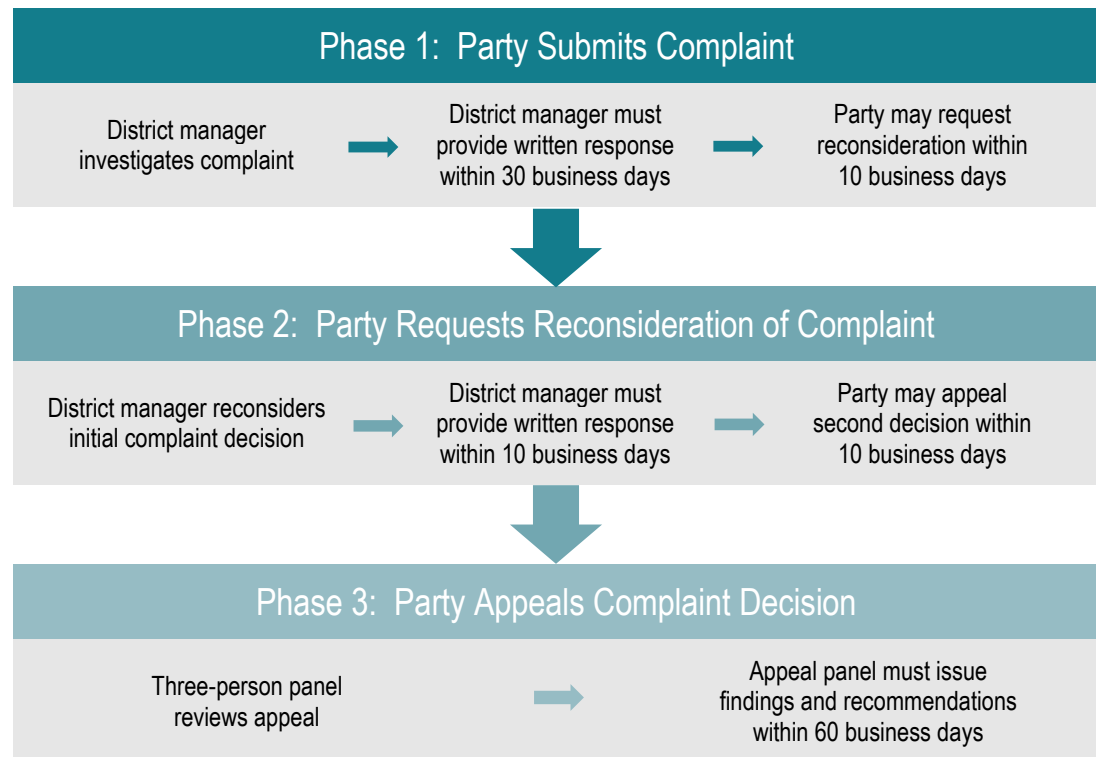 Phase 1:  Party Submits Complaint
District manager
investigates complaint
District manager must
provide written response
within 30 business days
Party may request
reconsideration within
10 business days
Phase 2:  Party Requests Reconsideration of Complaint
District manager reconsiders
initial complaint decision
District manager must
provide written response
within 10 business days
Party may appeal
second decision within
10 business days
Phase 3:  Party Appeals Complaint Decision
Three-person panel
reviews appeal
Appeal panel must issue
findings and recommendations
within 60 business days